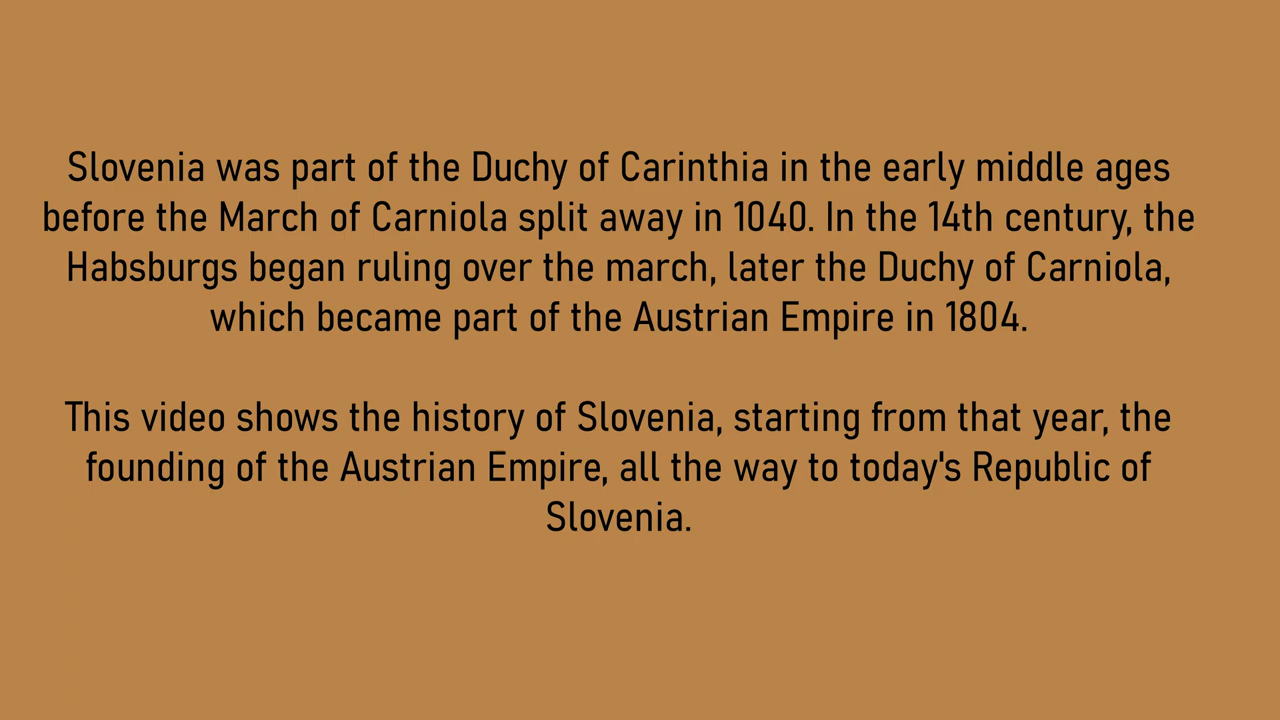 Slovenia was part of the Duchy of Carinthia in the early middle ages
before the March of Carniola split away in 1040. In the 14th century, the
Habsburgs began ruling over the march, later the Duchy of Carniola,
which became part of the Austrian Empire in 1804.
This video shows the history of Slovenia, starting from that year, the
founding of the Austrian Empire, all the way to today's Republic of
Slovenia.